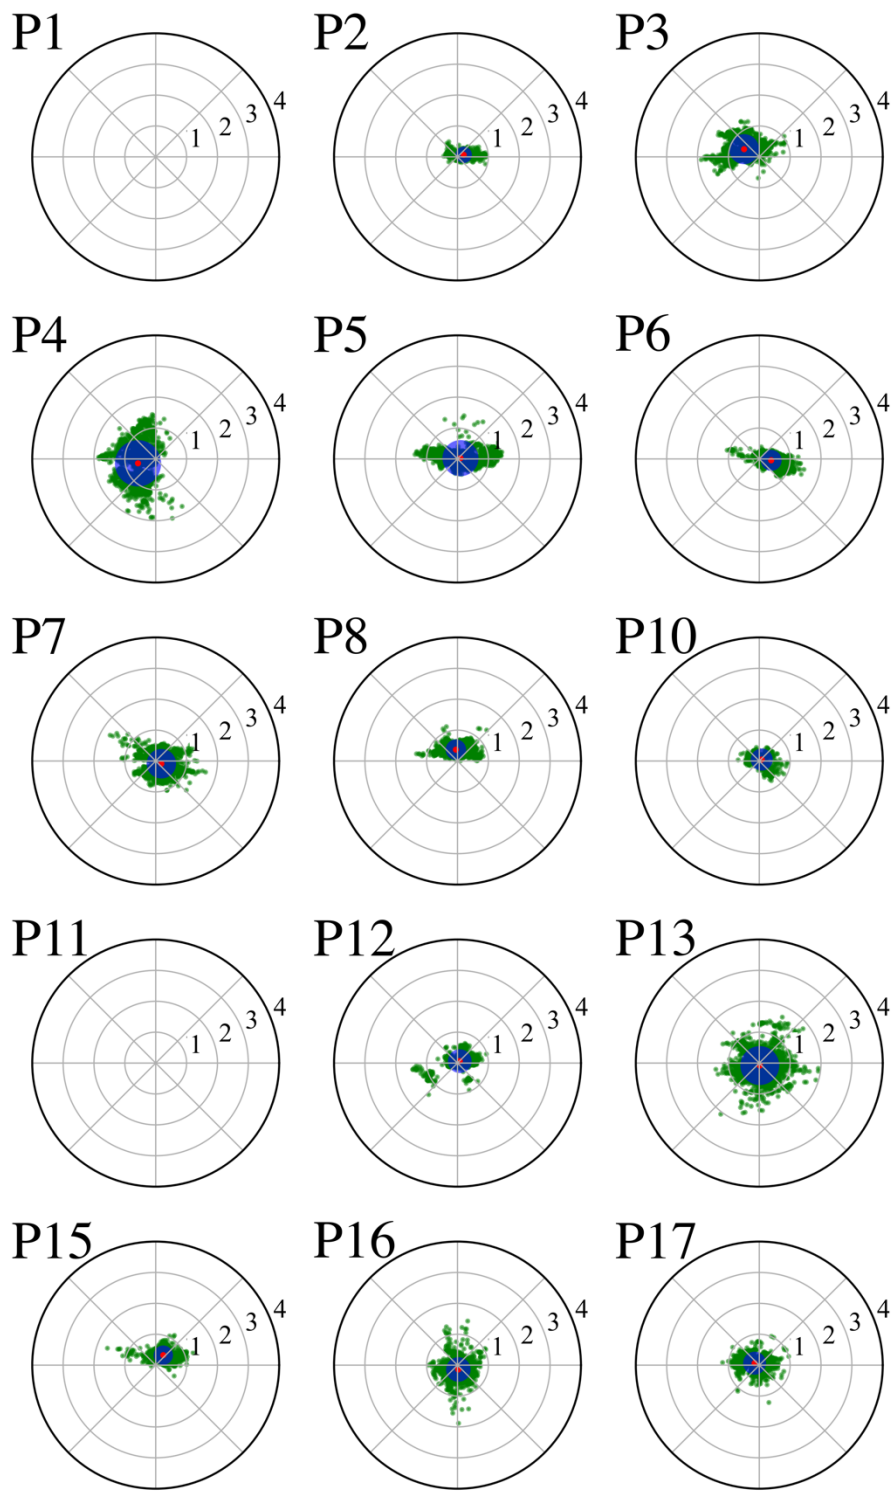 P1 1 2 3 4
P2 1 2 3 4
P3 1 2 3 4
P4 1 2 3 4
P5 1 2 3 4
P6 1 2 3 4
P7 1 2 3 4
P8 1 2 3 4
P10 1 2 3 4
P11 1 2 3 4
P12 1 2 3 4
P13 1 2 3 4
P15 1 2 3 4
P16 1 2 3 4
P17 1 2 3 4